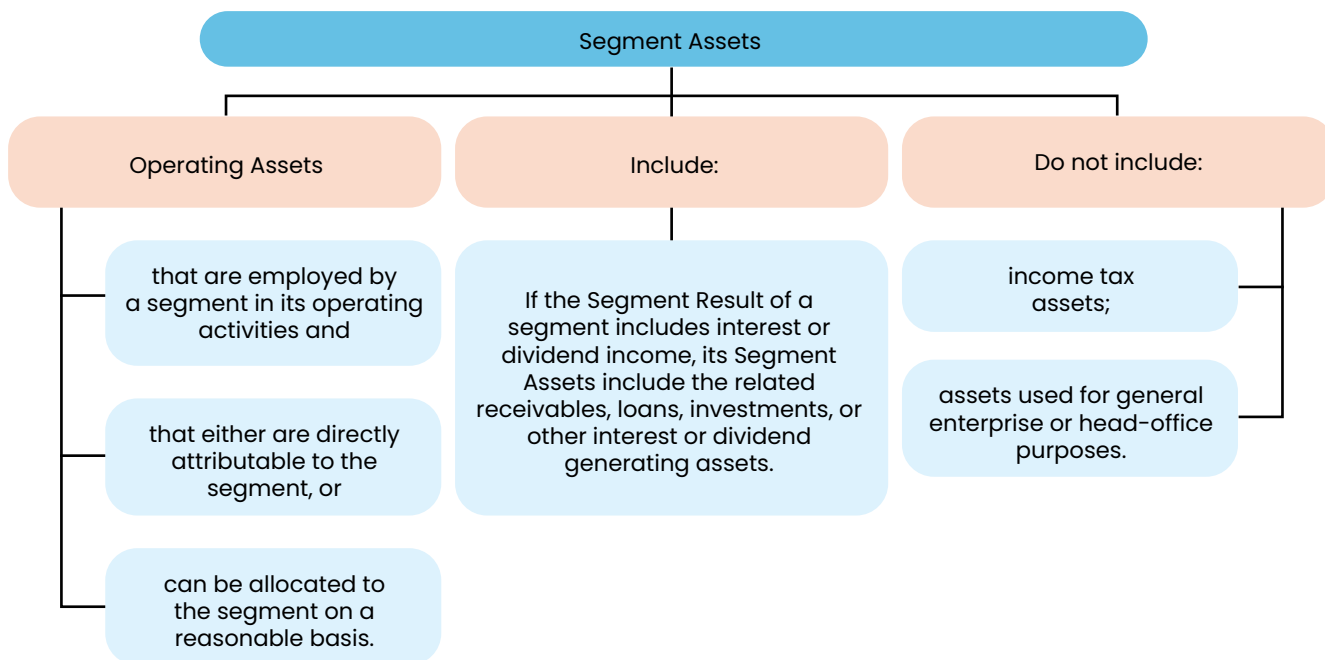 Segment Assets
Operating Assets
that are employed by
a segment in its operating
activities and
that either are directly
attributable to the
segment, or
can be allocated to
the segment on a
reasonable basis.
Include:
If the Segment Result of a
segment includes interest or
dividend income, its Segment
Assets include the related
receivables, loans, investments, or
other interest or dividend
generating assets.
Do not include:
income tax
assets;
assets used for general
enterprise or head-office
purposes.